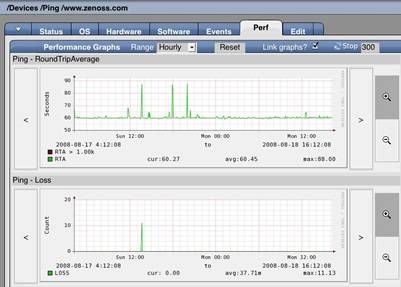 /Devices /Ping /www.zenoss.com
Status OS Hardware Software Events Perf Edit
Performance Graphs Range Hourly Reset Link graphs? Stop 300
Ping - RoundTripAverage
90
80
70
60
50
Seconds
Sun 12:00 Mon 00:00 Mon 12:00
2008-08-17 4:12:08 to 2008-08-18 16:12:08
RTA > 1.00k
RTA cur:60.27 avg:60.45 max:88.00
< >
Ping - Loss
20
10
0
Count
Sun 12:00 Mon 00:00 Mon 12:00
2008-08-17 4:12:08 to 2008-08-18 16:12:08
LOSS cur: 0.00 avg:37.71m max:11.13
< >